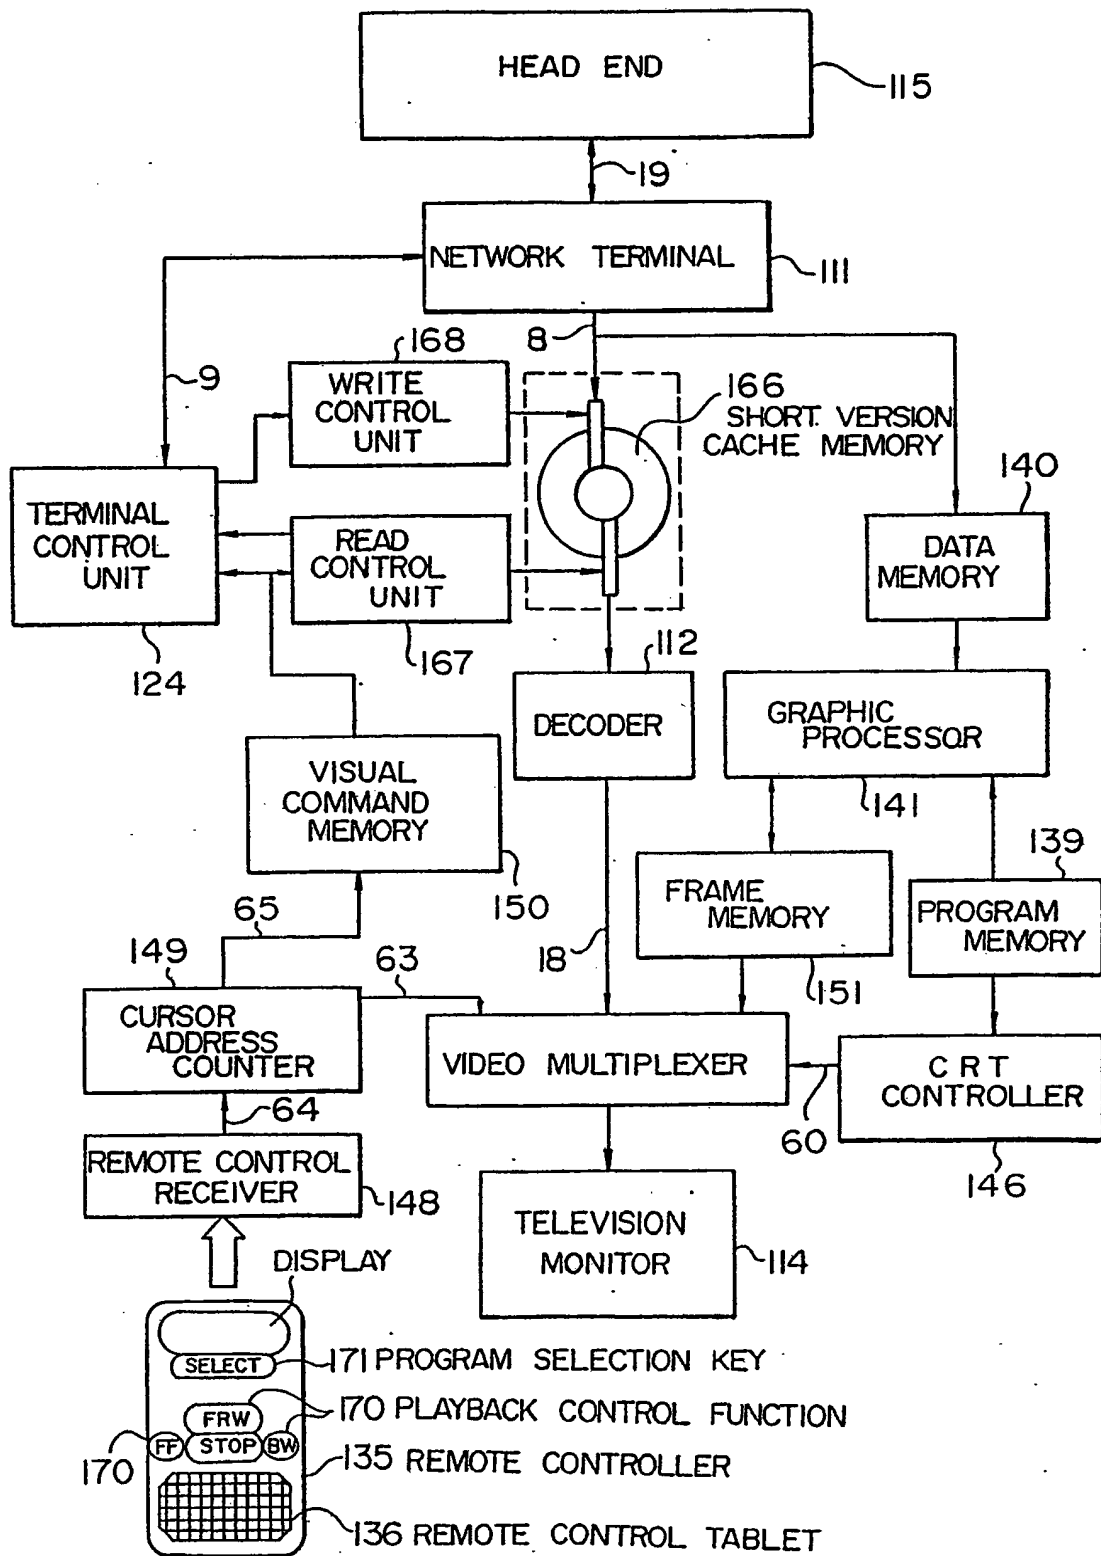 HEAD END
115
19
NETWORK TERMINAL
111
8
9
168
WRITE
CONTROL
UNIT
166
SHORT VERSION
CACHE MEMORY
140
DATA
MEMORY
TERMINAL
CONTROL
UNIT
124
READ
CONTROL
UNIT
167
112
DECODER
GRAPHIC
PROCESSOR
141
VISUAL
COMMAND
MEMORY
150
139
FRAME
MEMORY
151
PROGRAM
MEMORY
65
18
149
63
CURSOR
ADDRESS
COUNTER
VIDEO MULTIPLEXER
CRT
CONTROLLER
60
146
64
REMOTE CONTROL
RECEIVER
148
TELEVISION
MONITOR
114
DISPLAY
SELECT
171 PROGRAM SELECTION KEY
FRW
170 PLAYBACK CONTROL FUNCTION
FF
STOP
BW
170
135 REMOTE CONTROLLER
136 REMOTE CONTROL TABLET